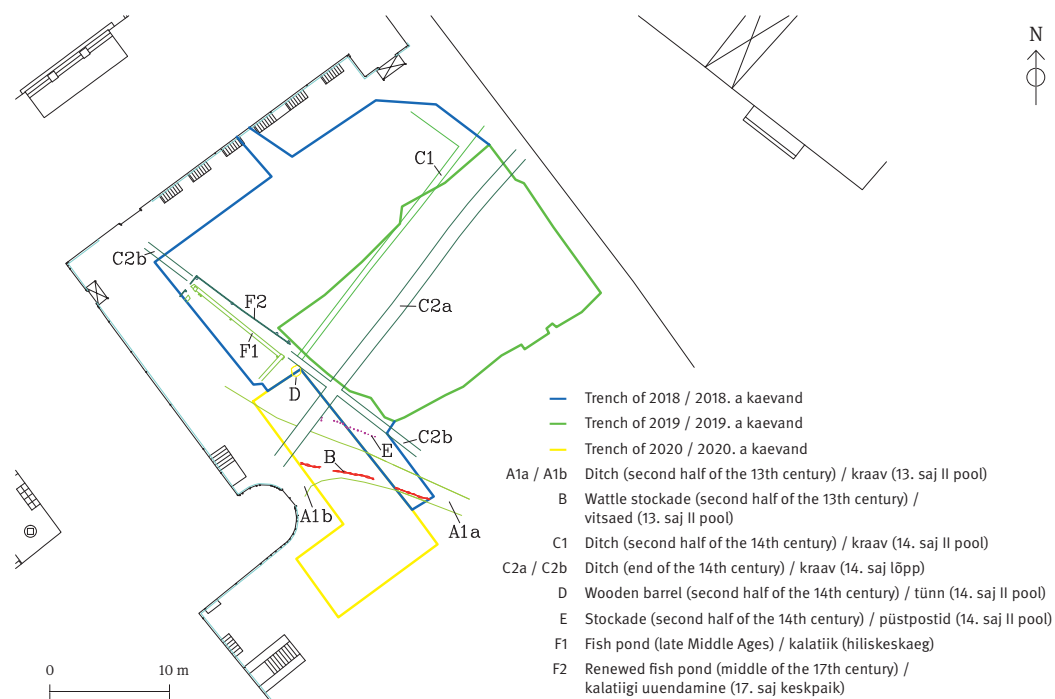 N
C1
C2b
C2a
F2
F1
D
C2b
E
B
A1b
A1a
Trench of 2018 / 2018. a kaevand
Trench of 2019 / 2019. a kaevand
Trench of 2020 / 2020. a kaevand
A1a / A1b Ditch (second half of the 13th century) / kraav (13. saj II pool)
B Wattle stockade (second half of the 13th century) /
vitsaed (13. saj II pool)
C1 Ditch (second half of the 14th century) / kraav (14. saj II pool)
C2a / C2b Ditch (end of the 14th century) / kraav (14. saj lõpp)
D Wooden barrel (second half of the 14th century) / tünn (14. saj II pool)
E Stockade (second half of the 14th century) / püstpostid (14. saj II pool)
F1 Fish pond (late Middle Ages) / kalatiik (hiliskeskaeg)
F2 Renewed fish pond (middle of the 17th century) /
kalatiigi uuendamine (17. saj keskpaik)
0 10 m